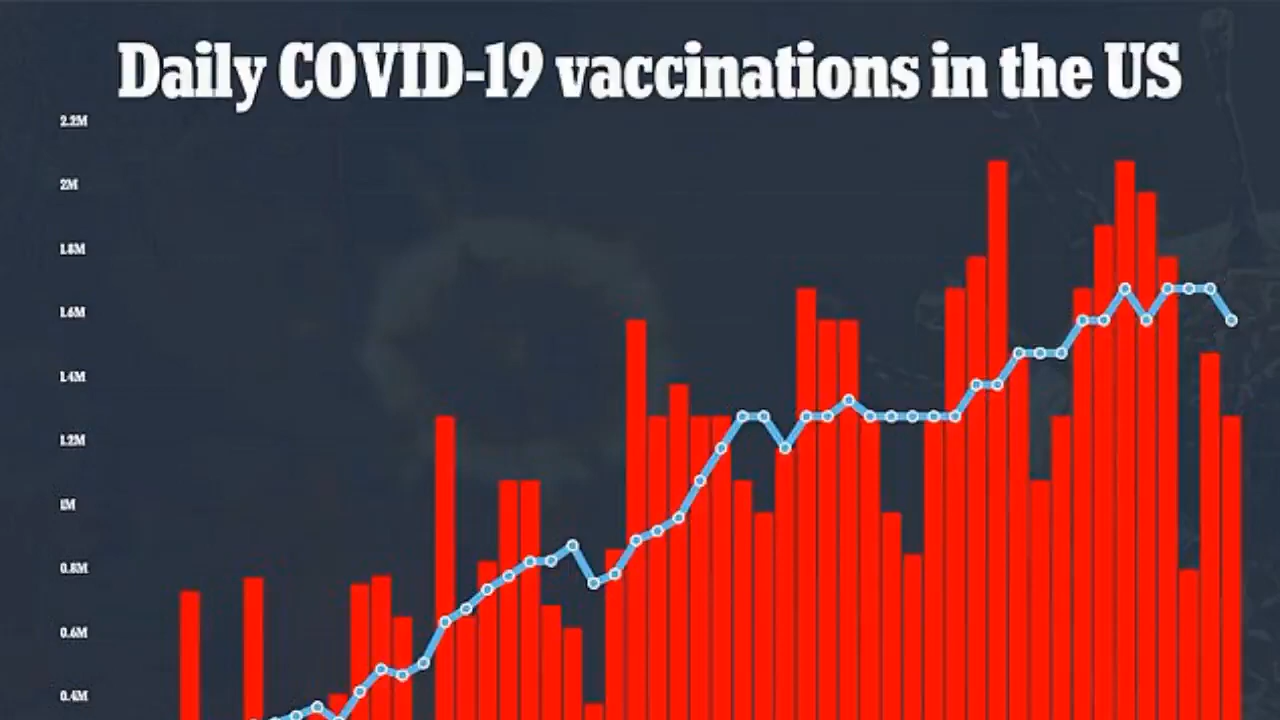 Daily COVID-19 vaccinations in the US
2.2M
2M
1.8M
1.6M
1.4M
1.2M
1M
0.8M
0.6M
0.4M